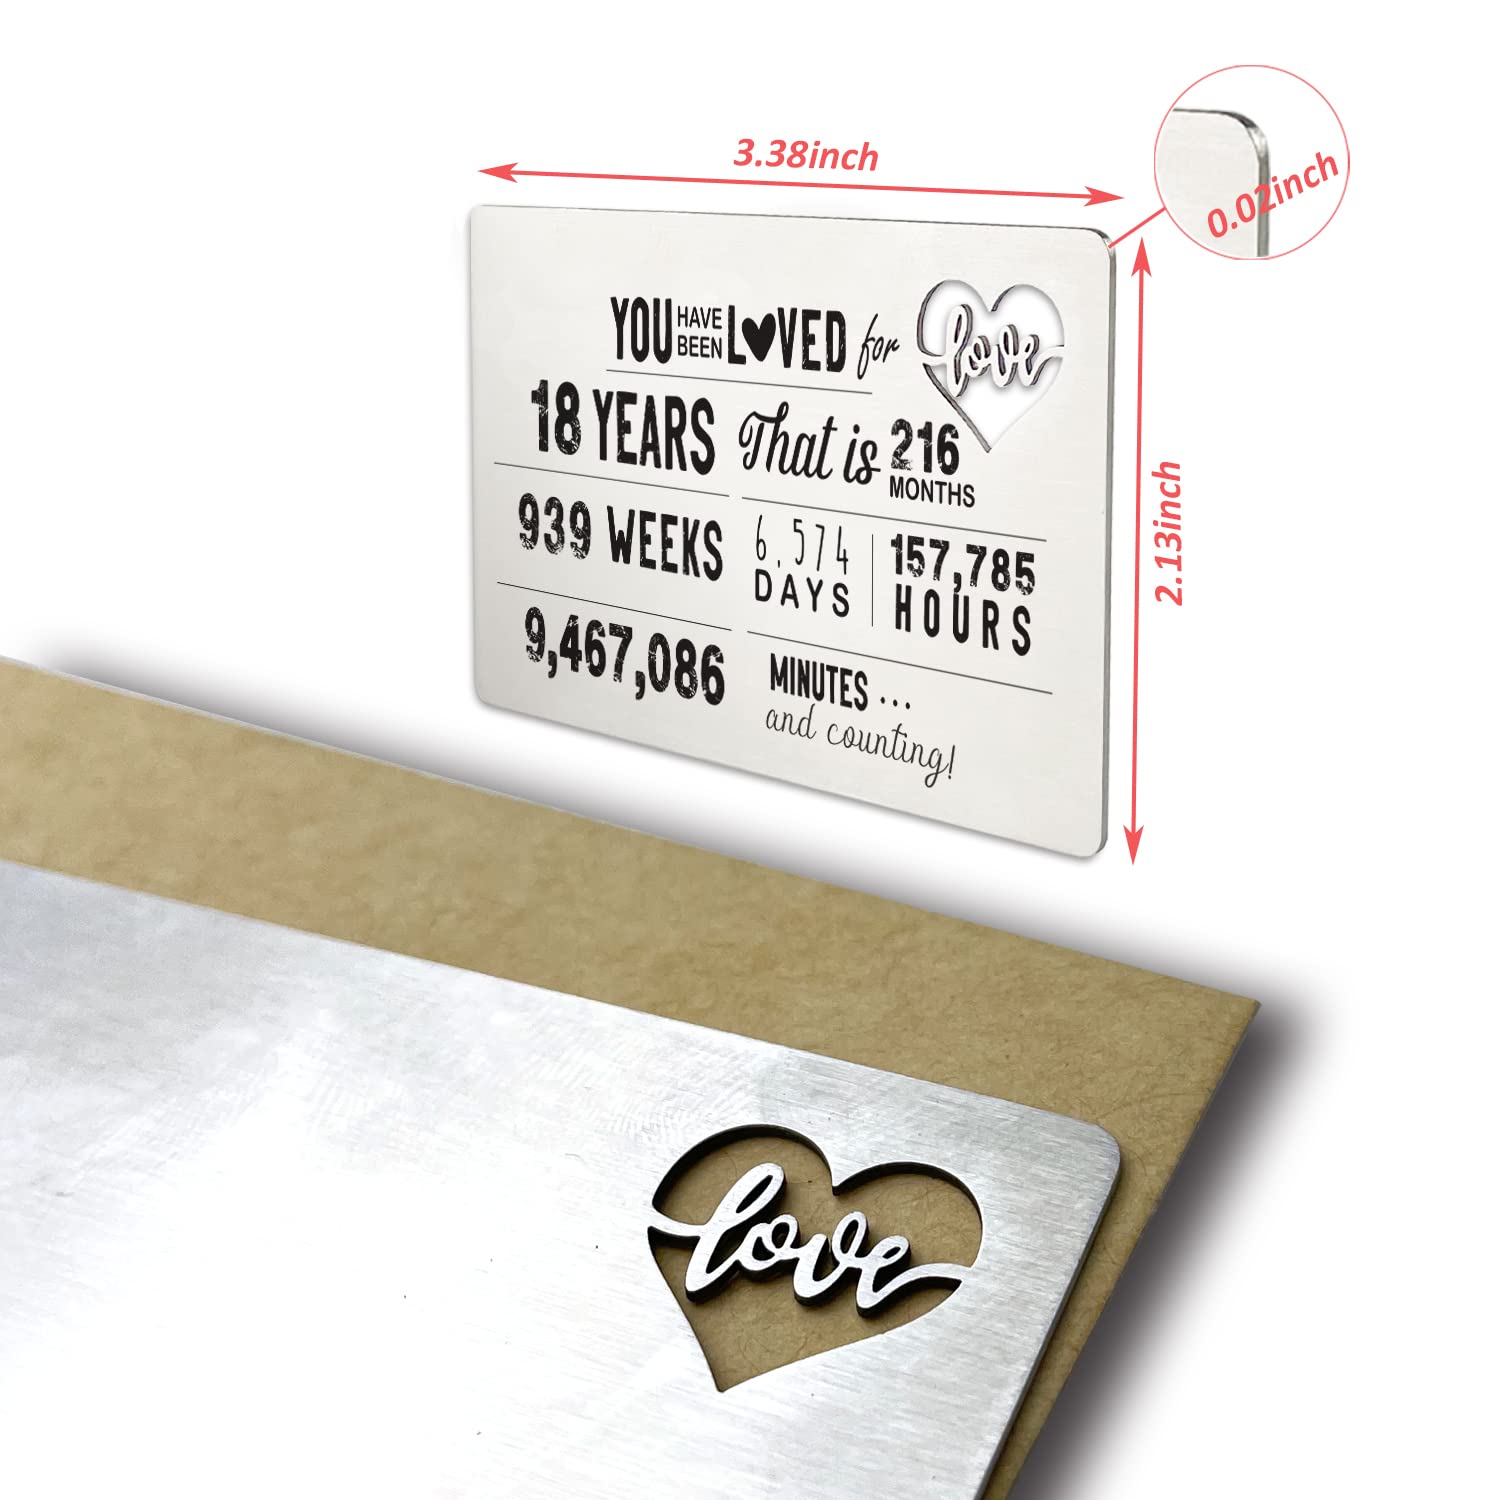 3.38inch
0.02inch
YOU HAVE BEEN LOVED for
love
18 YEARS That is 216 MONTHS
939 WEEKS 6,574 DAYS 157,785 HOURS
9,467,086 MINUTES ...
and counting!
2.13inch
love